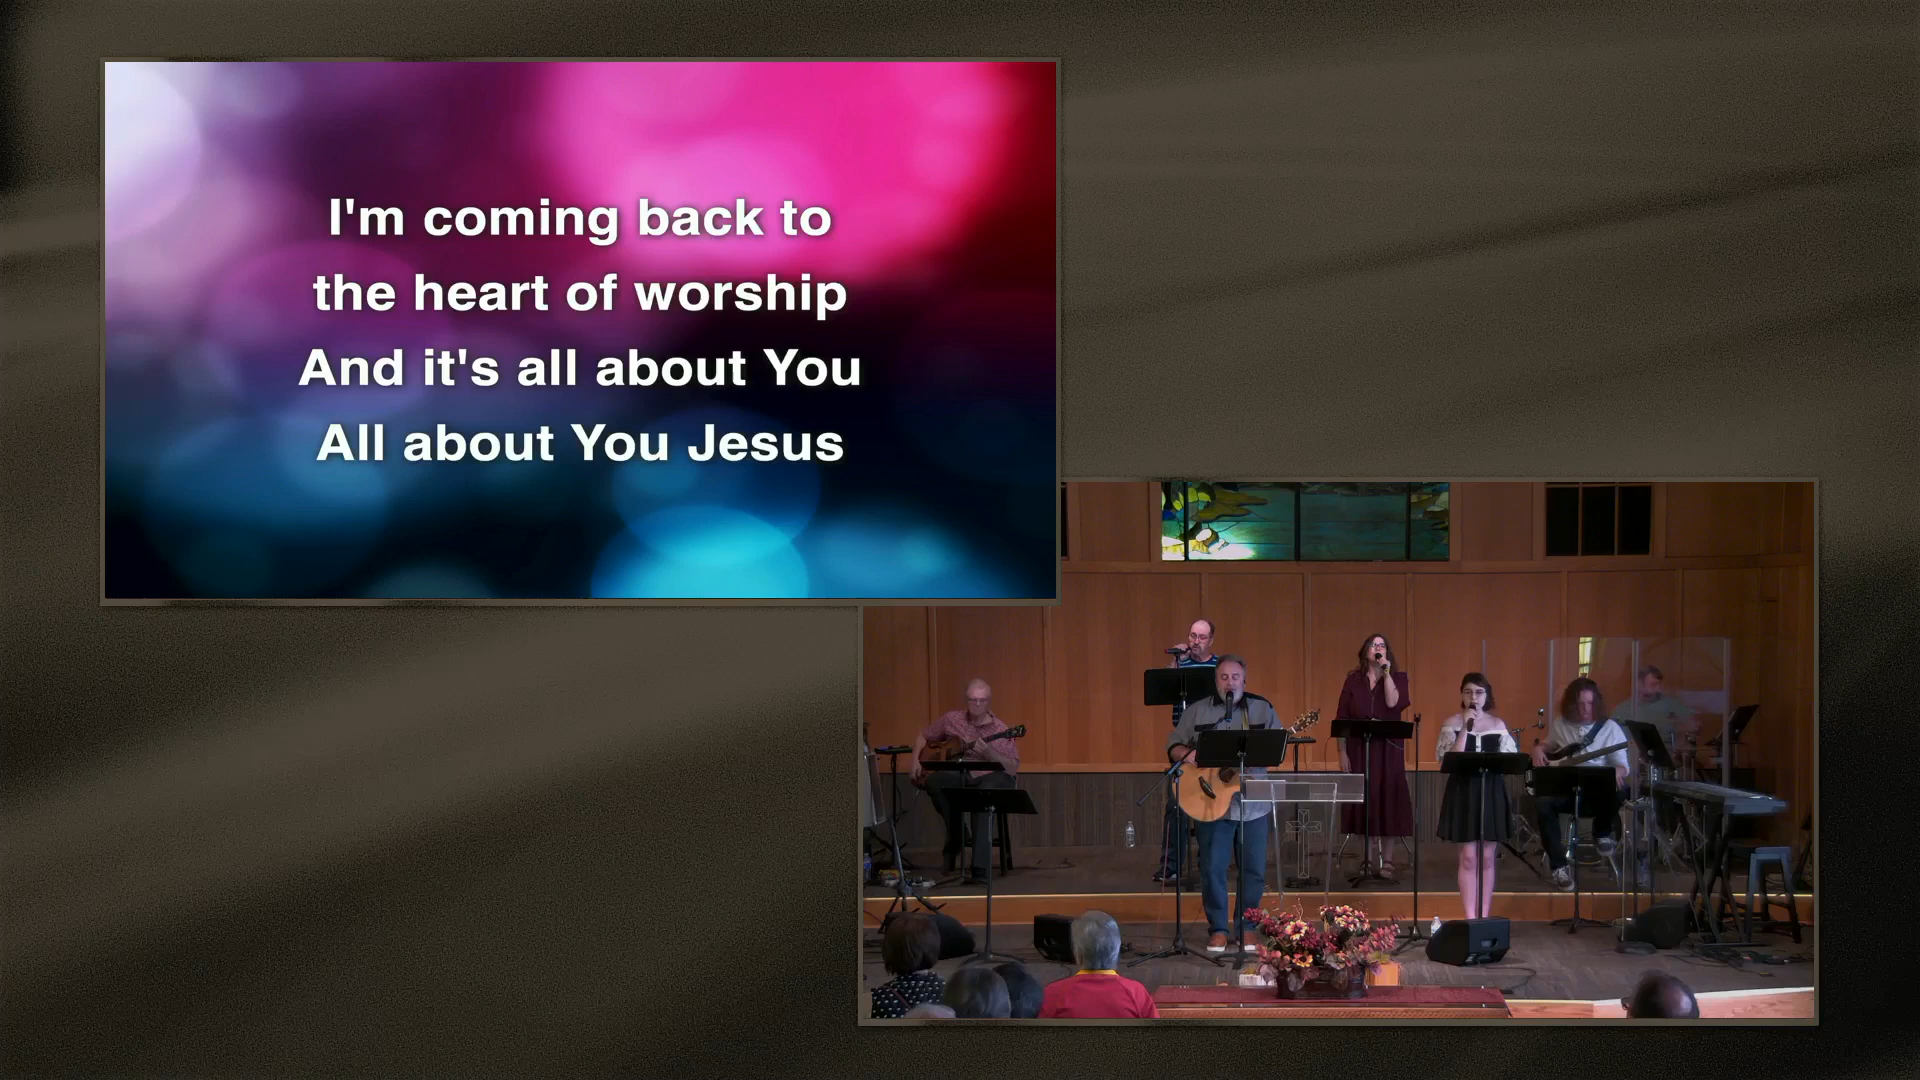 I'm coming back to
the heart of worship
And it's all about You
All about You Jesus